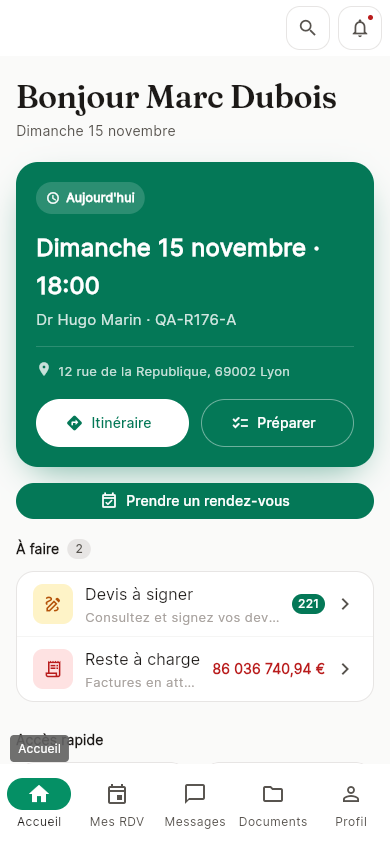 Bonjour Marc Dubois
Dimanche 15 novembre
Aujourd'hui
Dimanche 15 novembre ·
18:00
Dr Hugo Marin · QA-R176-A
12 rue de la Republique, 69002 Lyon
Itinéraire
Préparer
Prendre un rendez-vous
À faire 2
Devis à signer
Consultez et signez vos dev...
221
Reste à charge
Factures en att...
86 036 740,94 €
Accès rapide
Accueil
Accueil
Mes RDV
Messages
Documents
Profil